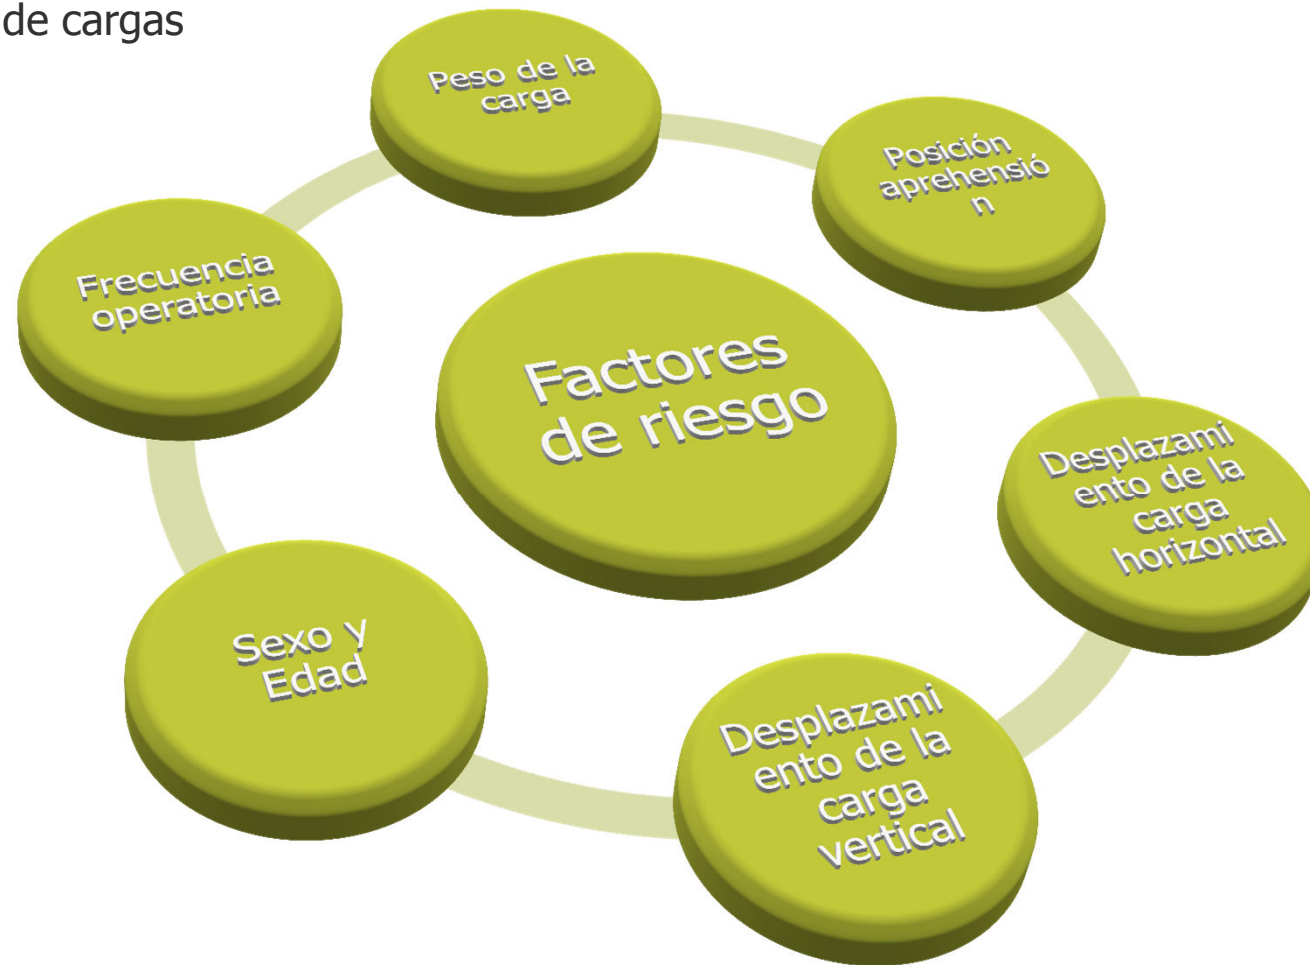 de cargas
Peso de la
carga
Posición
aprehensió
n
Desplazami
ento de la
carga
horizontal
Desplazami
ento de la
carga
vertical
Sexo y
Edad
Frecuencia
operatoria
Factores
de riesgo